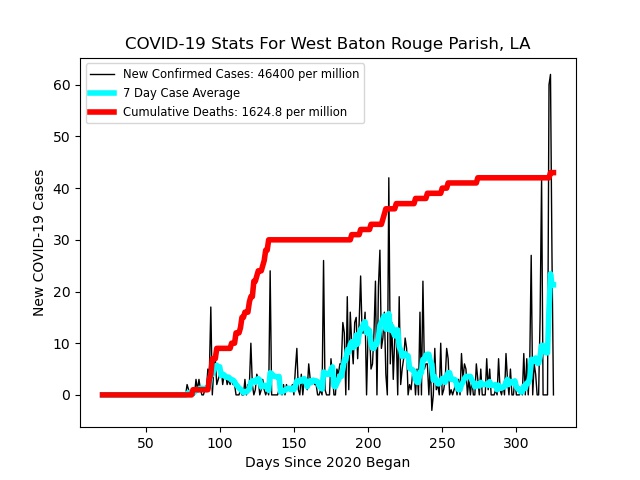 COVID-19 Stats For West Baton Rouge Parish, LA
New Confirmed Cases: 46400 per million
7 Day Case Average
Cumulative Deaths: 1624.8 per million
New COVID-19 Cases
60
50
40
30
20
10
0
50
100
150
200
250
300
Days Since 2020 Began